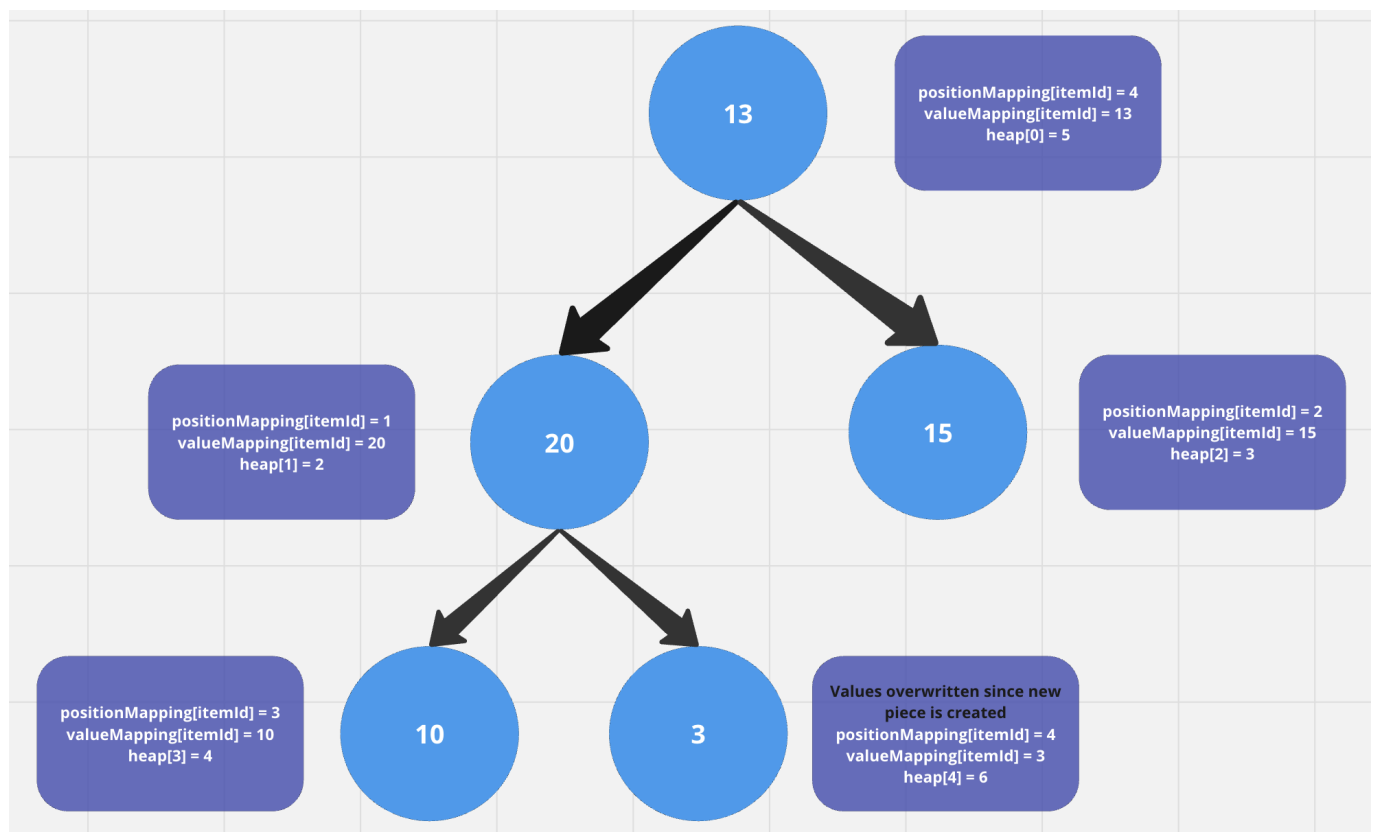 13
positionMapping[itemId] = 4
valueMapping[itemId] = 13
heap[0] = 5
positionMapping[itemId] = 1
valueMapping[itemId] = 20
heap[1] = 2
20
15
positionMapping[itemId] = 2
valueMapping[itemId] = 15
heap[2] = 3
positionMapping[itemId] = 3
valueMapping[itemId] = 10
heap[3] = 4
10
3
Values overwritten since new
piece is created
positionMapping[itemId] = 4
valueMapping[itemId] = 3
heap[4] = 6